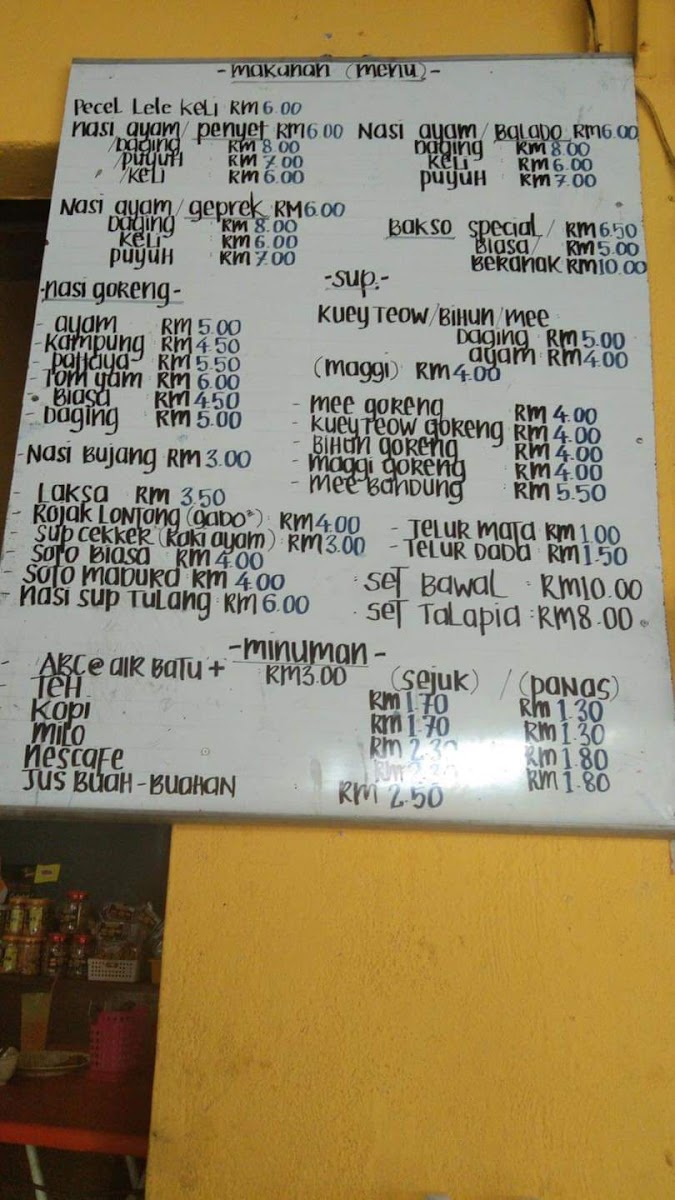 -Makanan (menu)-
Pecel Lele Keli RM 6.00
Nasi ayam/penyet RM 6.00
/Daging RM 8.00
/puyuH RM 7.00
/Keli RM 6.00
Nasi ayam/Balado RM 6.00
Daging RM 8.00
Keli : RM 6.00
puyuH : RM 7.00
Nasi ayam/geprek RM 6.00
Daging : RM 8.00
Keli : RM 6.00
puyuH : RM 7.00
Bakso special/ RM 6.50
Biasa/ RM 5.00
Beranak RM 10.00
-nasi goreng-
- ayam RM 5.00
- Kampung RM 4.50
- pattaya RM 5.50
- Tom yam RM 6.00
- Biasa RM 4.50
- Daging RM 5.00
-Nasi Bujang RM 3.00
-sup-
Kuey Teow/Bihun/mee
Daging RM 5.00
ayam RM 4.00
(maggi) RM 4.00
- mee goreng RM 4.00
- Kuey Teow goreng RM 4.00
- Bihun goreng RM 4.00
- maggi goreng RM 4.00
- mee Bandung RM 5.50
- Laksa RM 3.50
- Rojak Lontong (gado²) : RM 4.00
- sup cekker (kaki ayam) : RM 3.00
- Soto Biasa RM 4.00
- Soto madura RM 4.00
- nasi sup Tulang : RM 6.00
- Telur mata RM 1.00
- Telur Dada RM 1.50
: set Bawal : RM 10.00
. set Talapia : RM 8.00
-minuman-
- ABC @ air Batu + RM 3.00
(sejuk) / (panas)
- Teh RM 1.70 RM 1.30
Kopi RM 1.70 RM 1.30
milo RM 2.30 RM 1.80
nescafe RM 2.30 RM 1.80
Jus Buah-Buahan RM 2.50